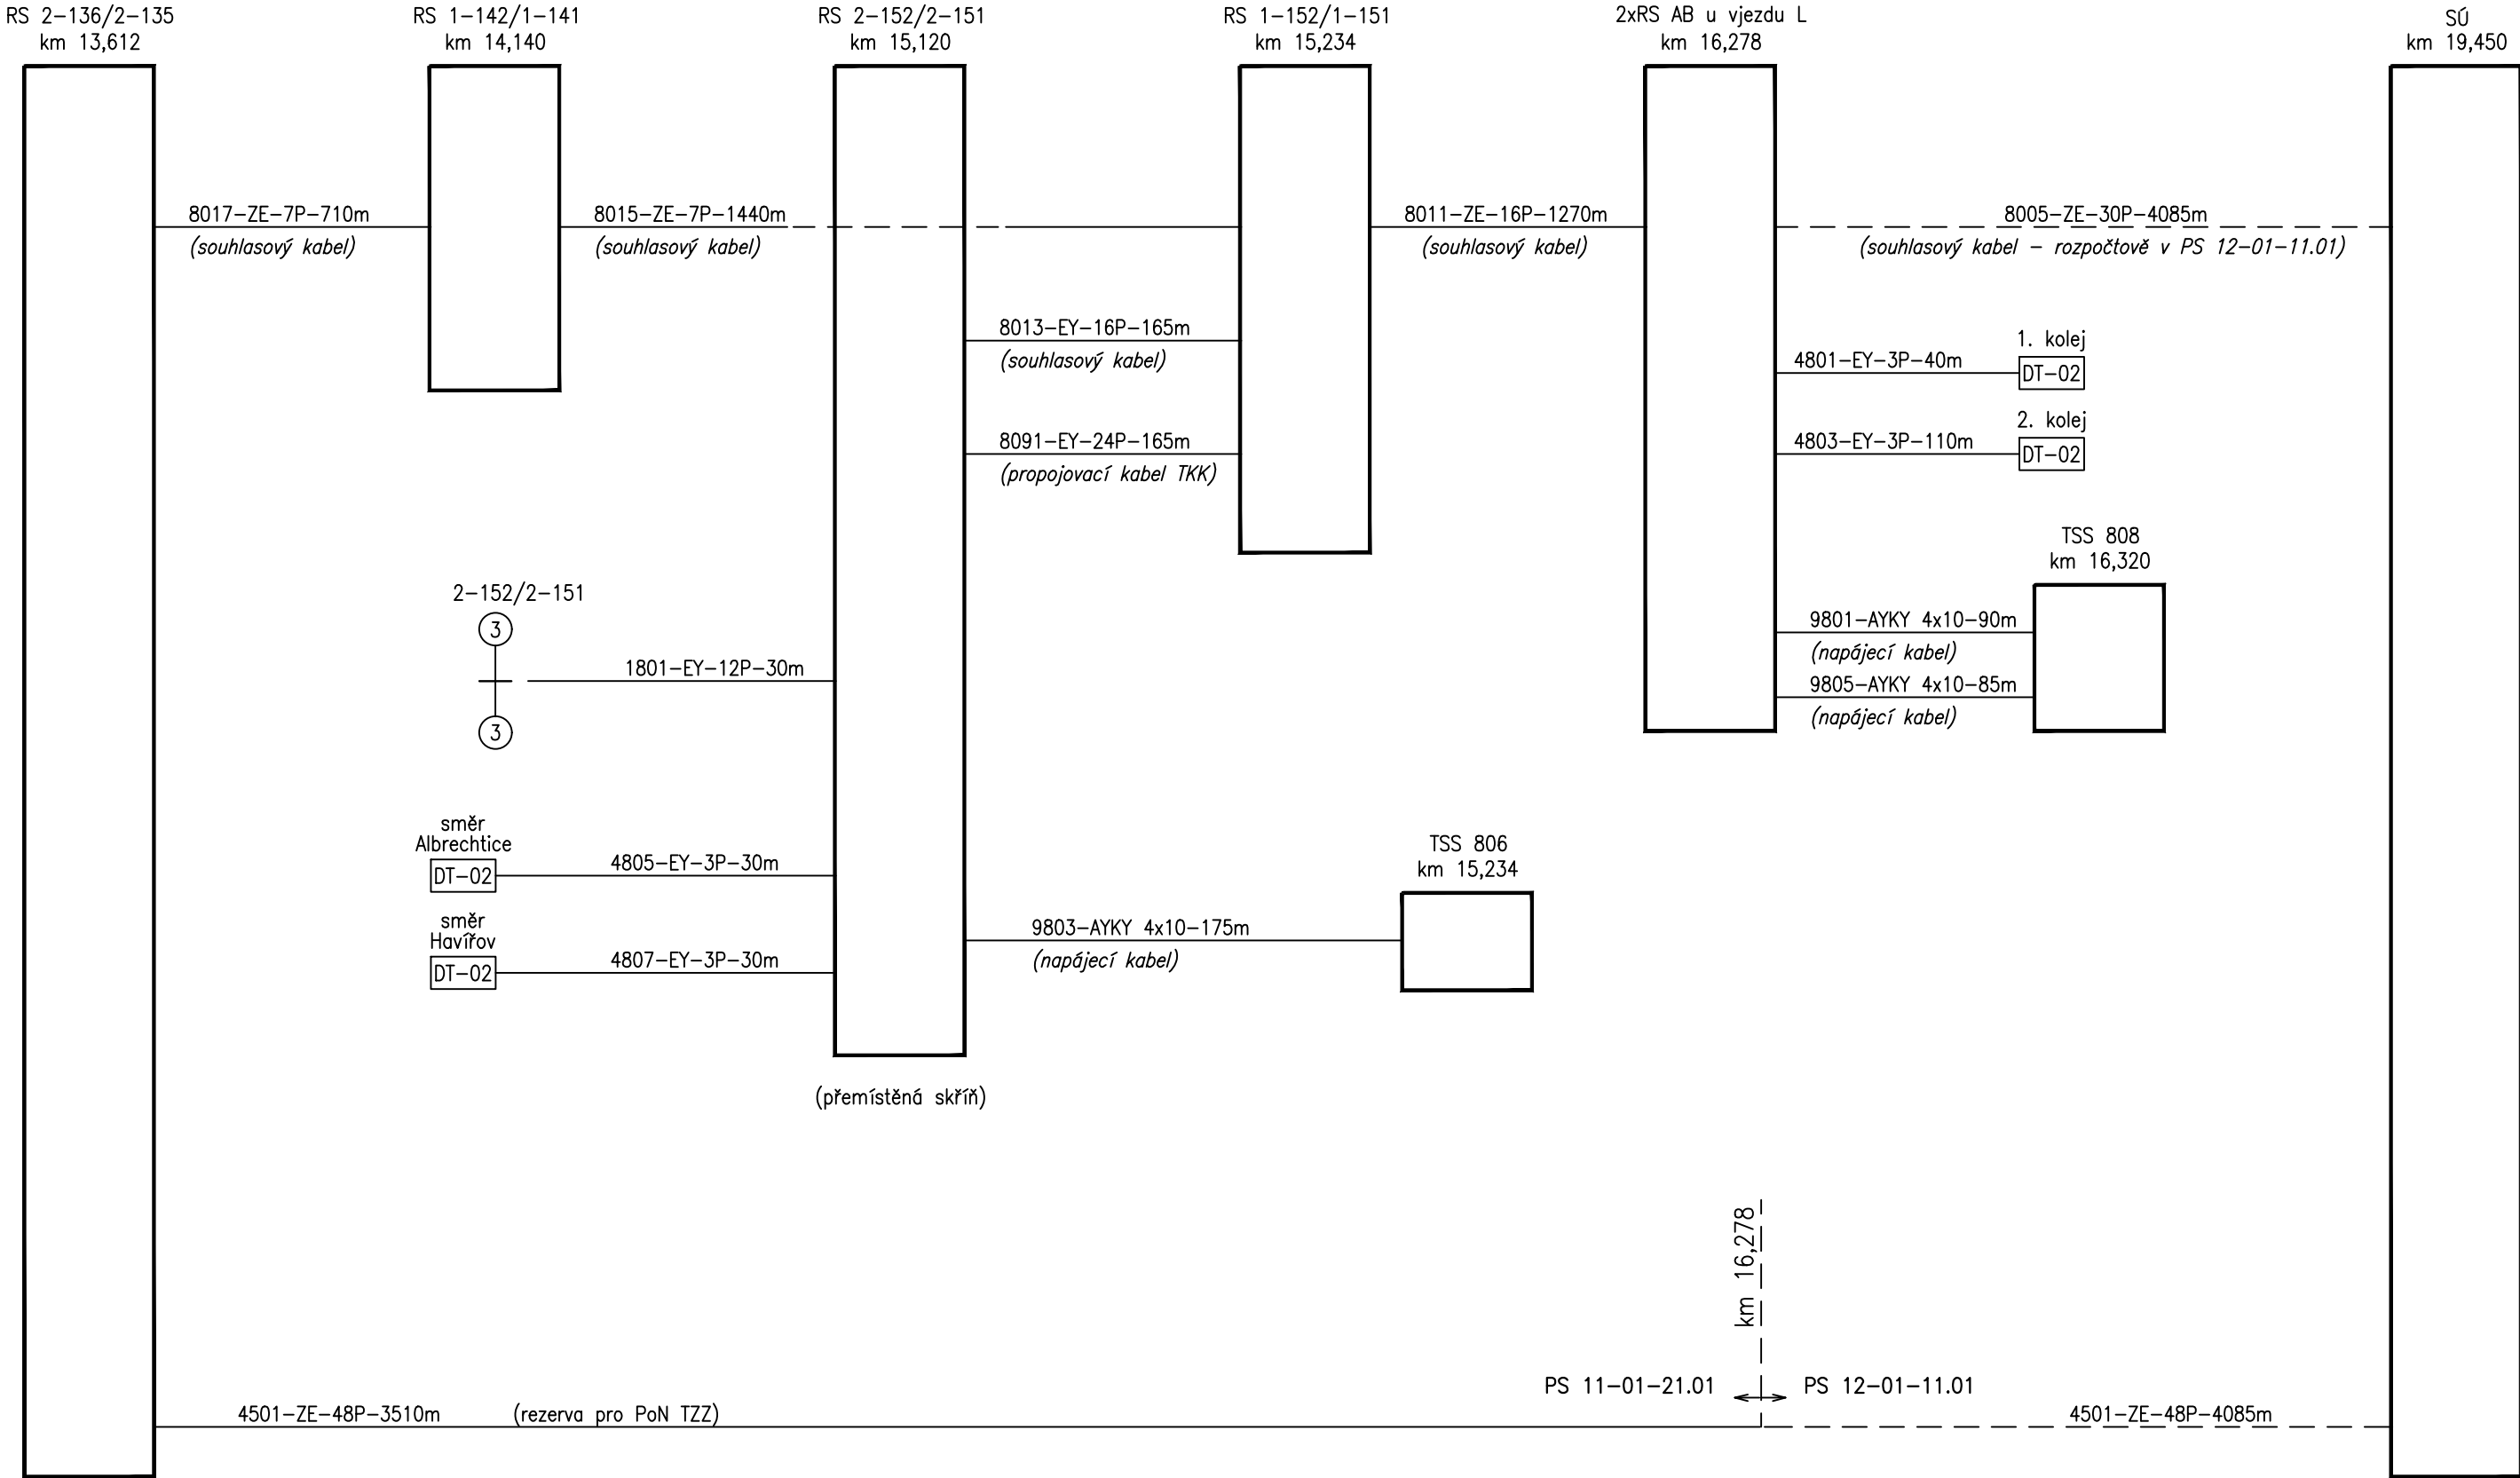 RS 2-136/2-135
km 13,612
RS 1-142/1-141
km 14,140
RS 2-152/2-151
km 15,120
RS 1-152/1-151
km 15,234
2xRS AB u vjezdu L
km 16,278
SÚ
km 19,450
8017-ZE-7P-710m
(souhlasový kabel)
8015-ZE-7P-1440m
(souhlasový kabel)
8011-ZE-16P-1270m
(souhlasový kabel)
8005-ZE-30P-4085m
(souhlasový kabel – rozpočtově v PS 12-01-11.01)
8013-EY-16P-165m
(souhlasový kabel)
1. kolej
4801-EY-3P-40m
DT-02
8091-EY-24P-165m
(propojovací kabel TKK)
2. kolej
4803-EY-3P-110m
DT-02
TSS 808
km 16,320
9801-AYKY 4x10-90m
(napájecí kabel)
9805-AYKY 4x10-85m
(napájecí kabel)
2-152/2-151
3
1801-EY-12P-30m
3
směr
Albrechtice
DT-02
4805-EY-3P-30m
směr
Havířov
DT-02
4807-EY-3P-30m
TSS 806
km 15,234
9803-AYKY 4x10-175m
(napájecí kabel)
(přemístěná skříň)
km 16,278
PS 11-01-21.01
PS 12-01-11.01
4501-ZE-48P-3510m
(rezerva pro PoN TZZ)
4501-ZE-48P-4085m